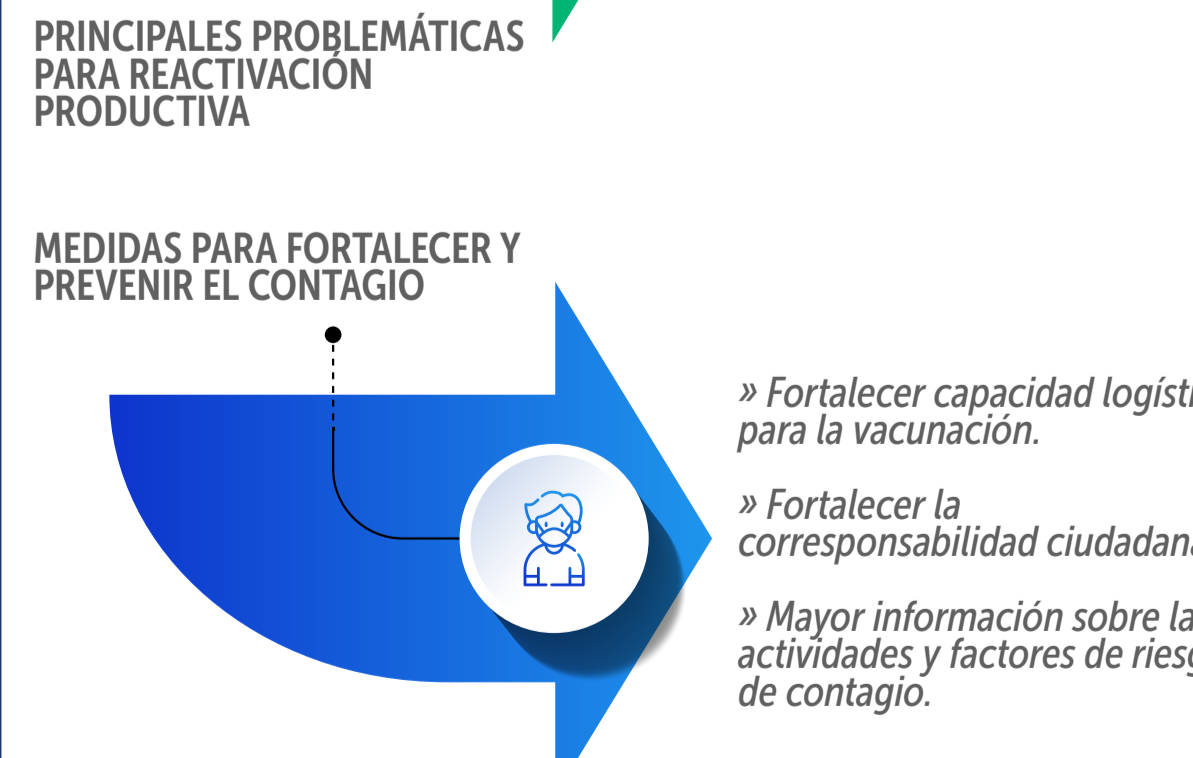 PRINCIPALES PROBLEMÁTICAS
PARA REACTIVACIÓN
PRODUCTIVA
MEDIDAS PARA FORTALECER Y
PREVENIR EL CONTAGIO
» Fortalecer capacidad
para la vacunación.
» Fortalecer la
corresponsabilidad
» Mayor información sobre
actividades y factores de
de contagio.